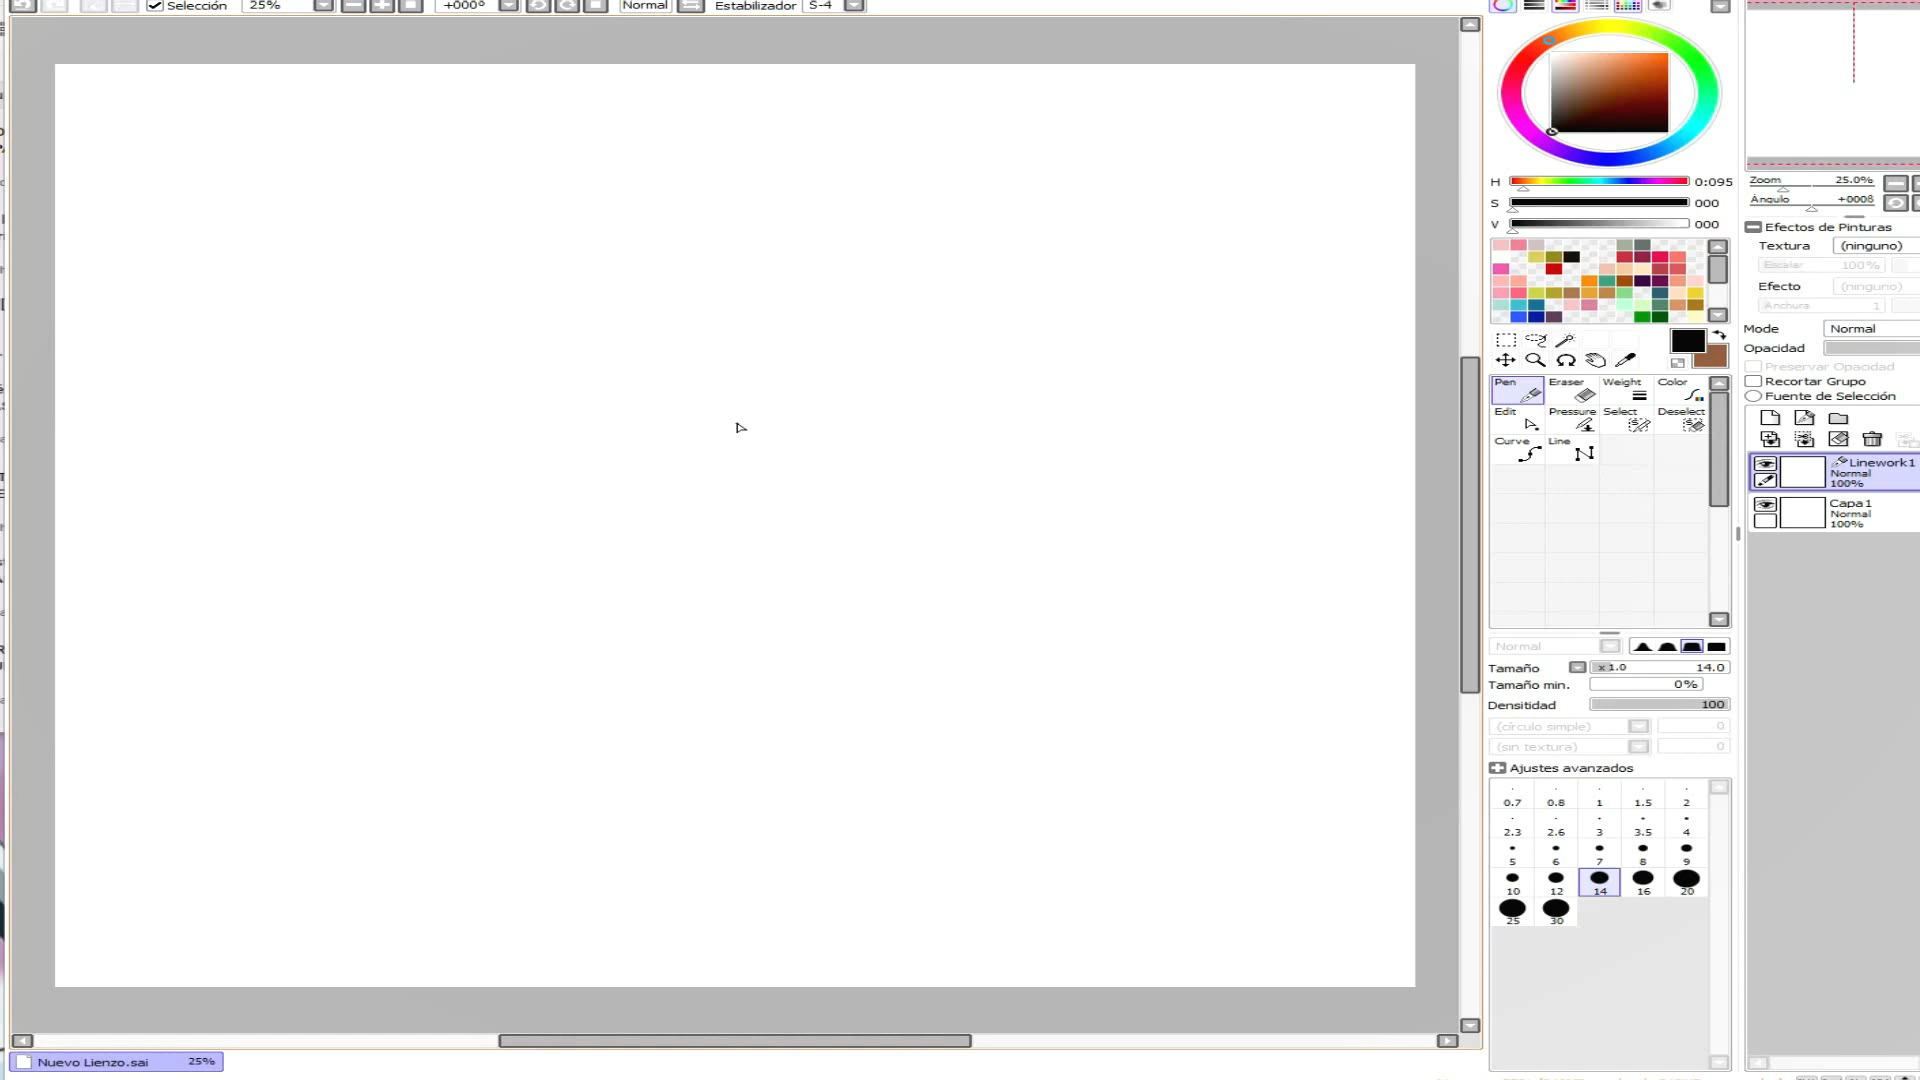 Selección 25% +000º Normal Estabilizador S-4
H 0:095
S 000
V 000
Zoom 25.0%
Ángulo +0008
Efectos de Pinturas
Textura (ninguno)
Escalar 100%
Efecto (ninguno)
Anchura 1
Mode Normal
Opacidad
Preservar Opacidad
Recortar Grupo
Fuente de Selección
Pen Eraser Weight Color
Edit Pressure Select Deselect
Curve Line
Linework1
Normal
100%
Capa1
Normal
100%
Normal
Tamaño x 1.0 14.0
Tamaño min. 0%
Densitidad 100
(círculo simple) 0
(sin textura) 0
Ajustes avanzados
0.7 0.8 1 1.5 2
2.3 2.6 3 3.5 4
5 6 7 8 9
10 12 14 16 20
25 30
Nuevo Lienzo.sai 25%